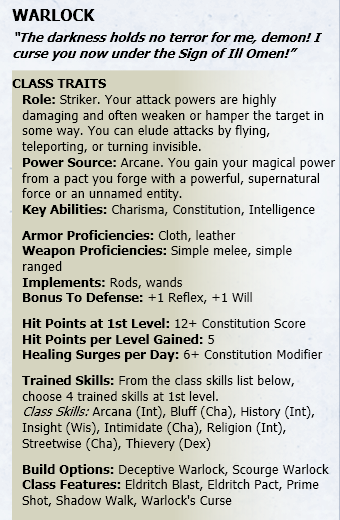 WARLOCK
“The darkness holds no terror for me, demon! I
curse you now under the Sign of Ill Omen!”
CLASS TRAITS
Role: Striker. Your attack powers are highly
damaging and often weaken or hamper the target in
some way. You can elude attacks by flying,
teleporting, or turning invisible.
Power Source: Arcane. You gain your magical power
from a pact you forge with a powerful, supernatural
force or an unnamed entity.
Key Abilities: Charisma, Constitution, Intelligence
Armor Proficiencies: Cloth, leather
Weapon Proficiencies: Simple melee, simple
ranged
Implements: Rods, wands
Bonus To Defense: +1 Reflex, +1 Will
Hit Points at 1st Level: 12+ Constitution Score
Hit Points per Level Gained: 5
Healing Surges per Day: 6+ Constitution Modifier
Trained Skills: From the class skills list below,
choose 4 trained skills at 1st level.
Class Skills: Arcana (Int), Bluff (Cha), History (Int),
Insight (Wis), Intimidate (Cha), Religion (Int),
Streetwise (Cha), Thievery (Dex)
Build Options: Deceptive Warlock, Scourge Warlock
Class Features: Eldritch Blast, Eldritch Pact, Prime
Shot, Shadow Walk, Warlock's Curse